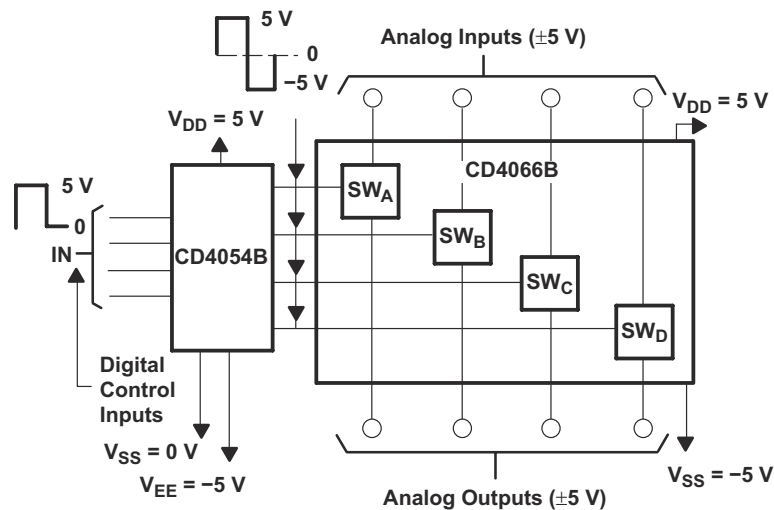 5 V
0
−5 V
Analog Inputs (±5 V)
V_DD = 5 V
V_DD = 5 V
5 V
0
IN
CD4054B
CD4066B
SW_A
SW_B
SW_C
SW_D
Digital
Control
Inputs
V_SS = 0 V
V_EE = −5 V
Analog Outputs (±5 V)
V_SS = −5 V